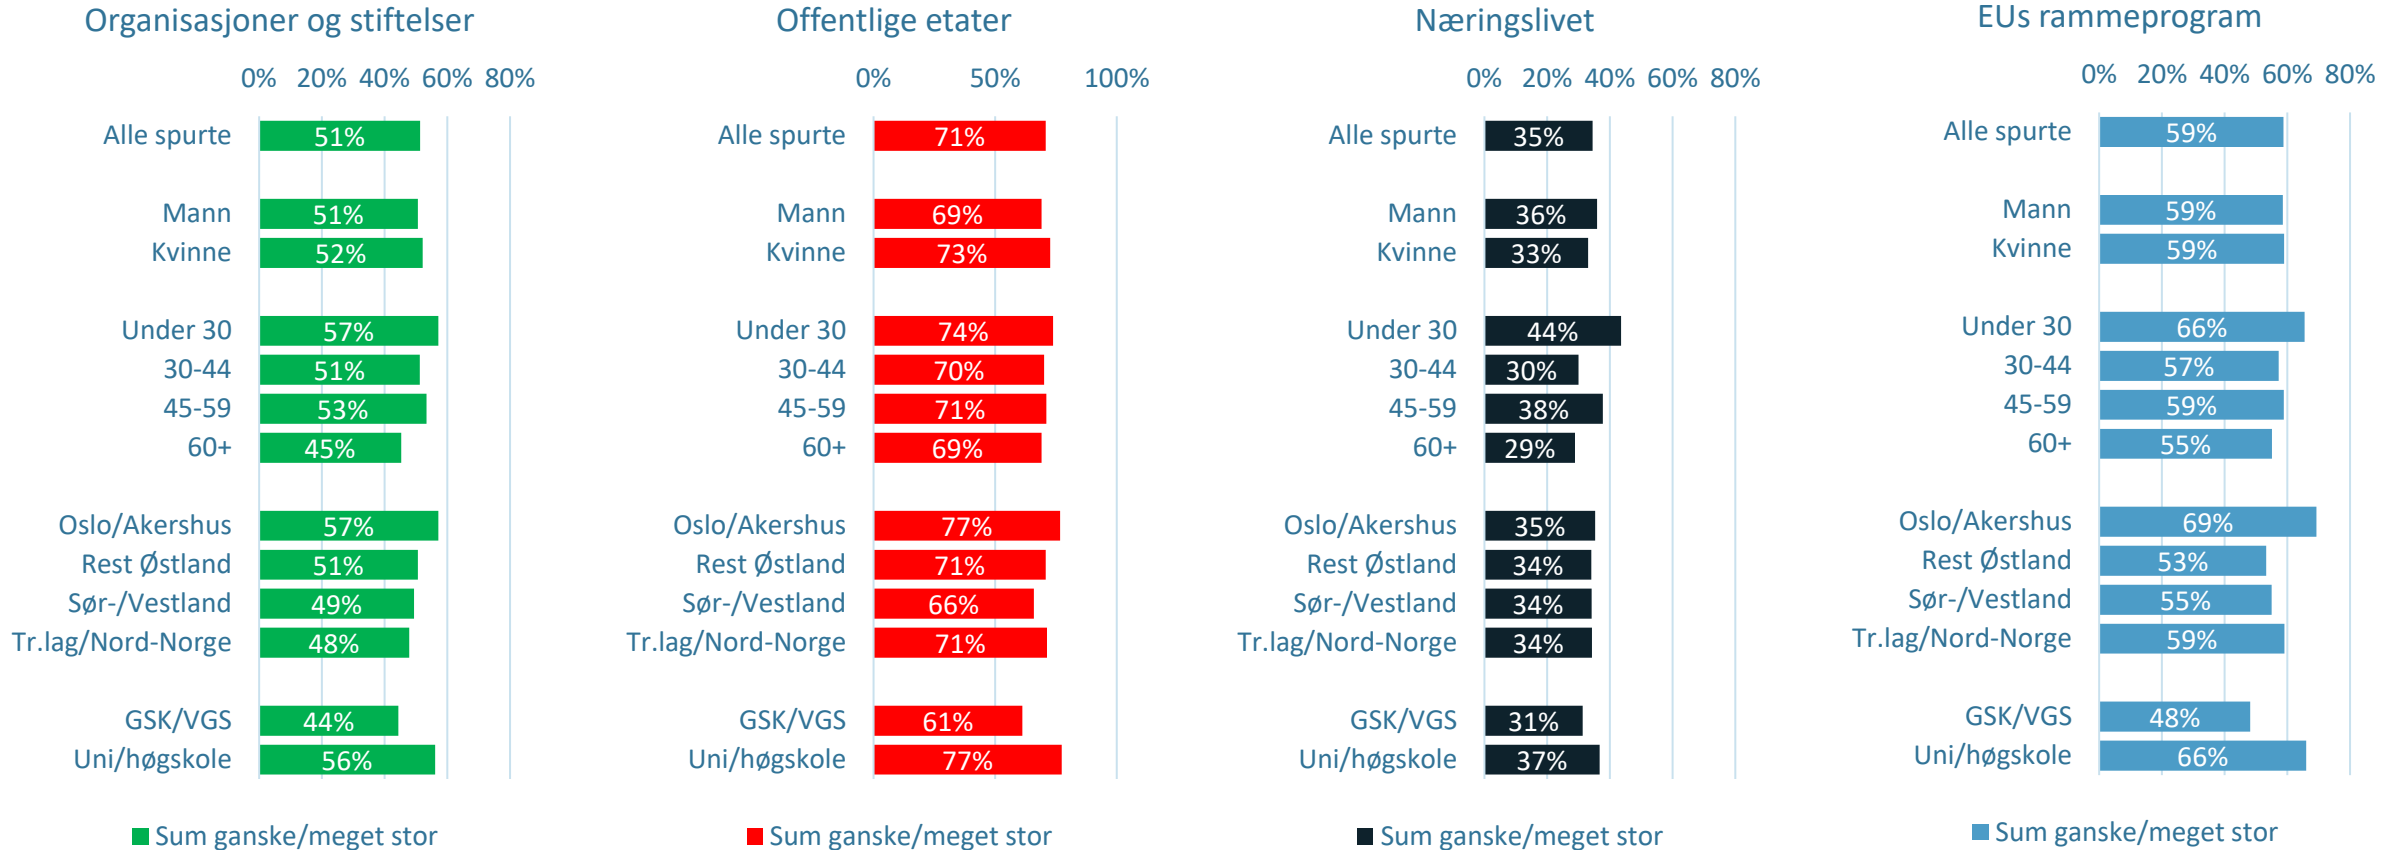 Organisasjoner og stiftelser
0% 20% 40% 60% 80%
Alle spurte 51%
Mann 51%
Kvinne 52%
Under 30 57%
30-44 51%
45-59 53%
60+ 45%
Oslo/Akershus 57%
Rest Østland 51%
Sør-/Vestland 49%
Tr.lag/Nord-Norge 48%
GSK/VGS 44%
Uni/høgskole 56%
Sum ganske/meget stor
Offentlige etater
0% 50% 100%
Alle spurte 71%
Mann 69%
Kvinne 73%
Under 30 74%
30-44 70%
45-59 71%
60+ 69%
Oslo/Akershus 77%
Rest Østland 71%
Sør-/Vestland 66%
Tr.lag/Nord-Norge 71%
GSK/VGS 61%
Uni/høgskole 77%
Sum ganske/meget stor
Næringslivet
0% 20% 40% 60% 80%
Alle spurte 35%
Mann 36%
Kvinne 33%
Under 30 44%
30-44 30%
45-59 38%
60+ 29%
Oslo/Akershus 35%
Rest Østland 34%
Sør-/Vestland 34%
Tr.lag/Nord-Norge 34%
GSK/VGS 31%
Uni/høgskole 37%
Sum ganske/meget stor
EUs rammeprogram
0% 20% 40% 60% 80%
Alle spurte 59%
Mann 59%
Kvinne 59%
Under 30 66%
30-44 57%
45-59 59%
60+ 55%
Oslo/Akershus 69%
Rest Østland 53%
Sør-/Vestland 55%
Tr.lag/Nord-Norge 59%
GSK/VGS 48%
Uni/høgskole 66%
Sum ganske/meget stor